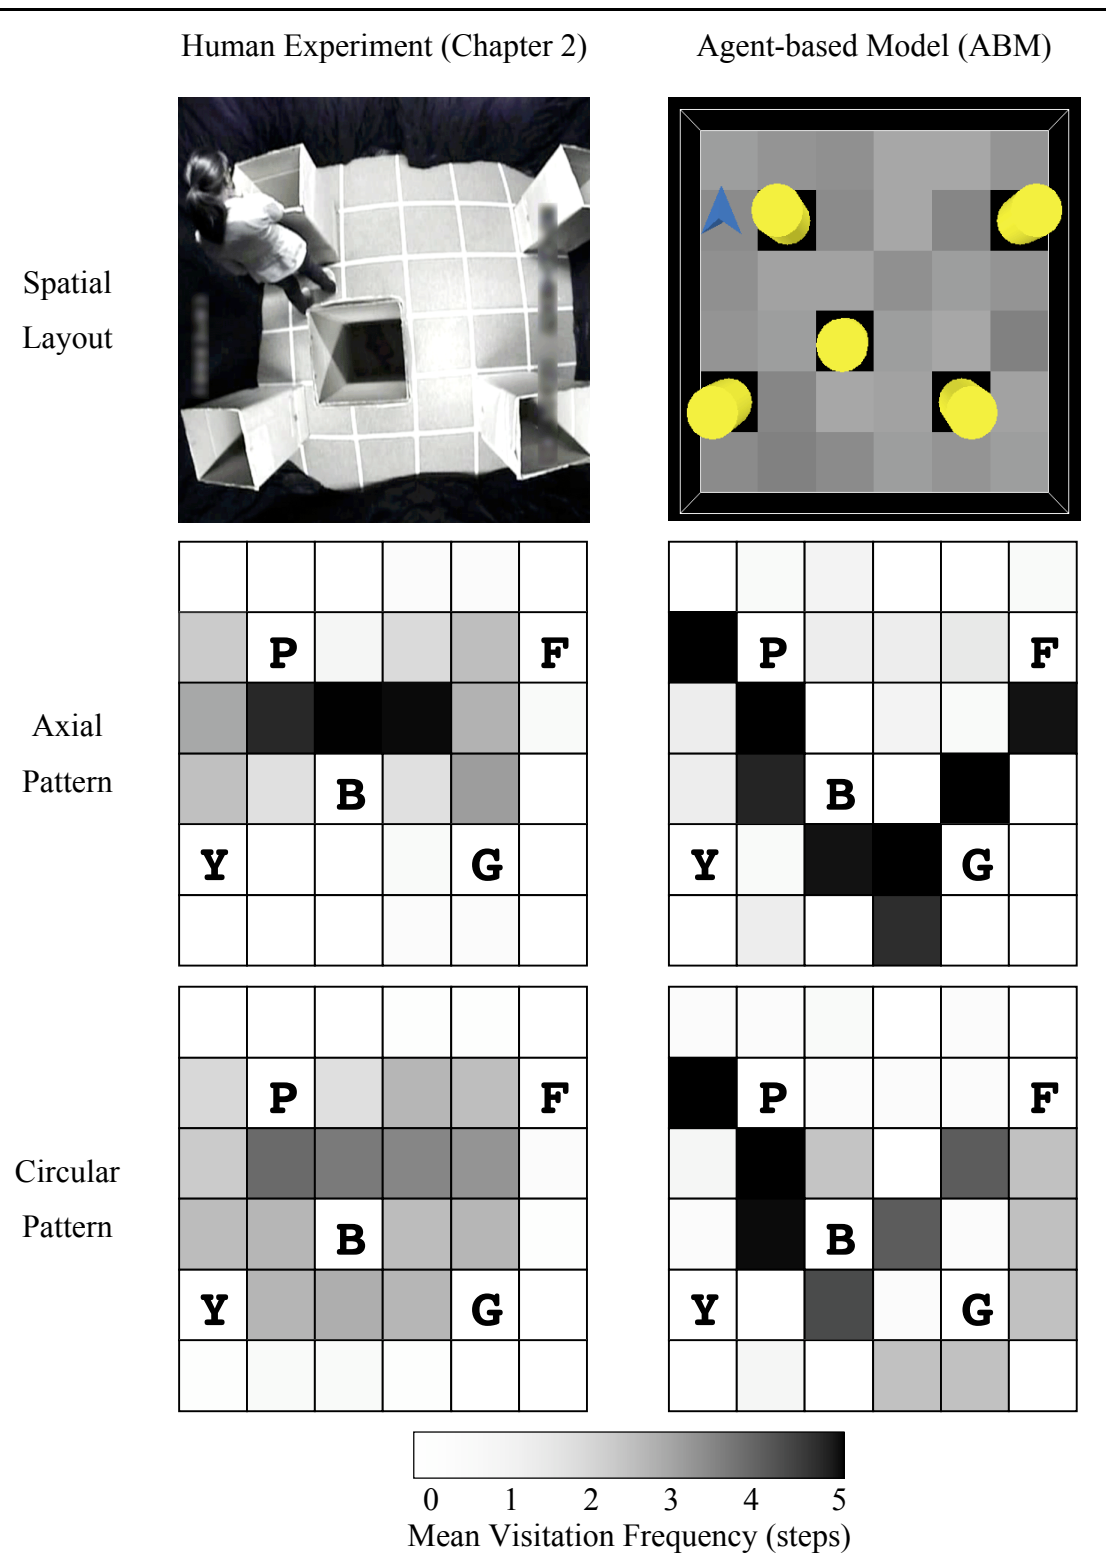 Human Experiment (Chapter 2)
Agent-based Model (ABM)
Spatial
Layout
P
F
P
F
Axial
Pattern
B
B
Y
G
Y
G
P
F
P
F
Circular
Pattern
B
B
Y
G
Y
G
0 1 2 3 4 5
Mean Visitation Frequency (steps)